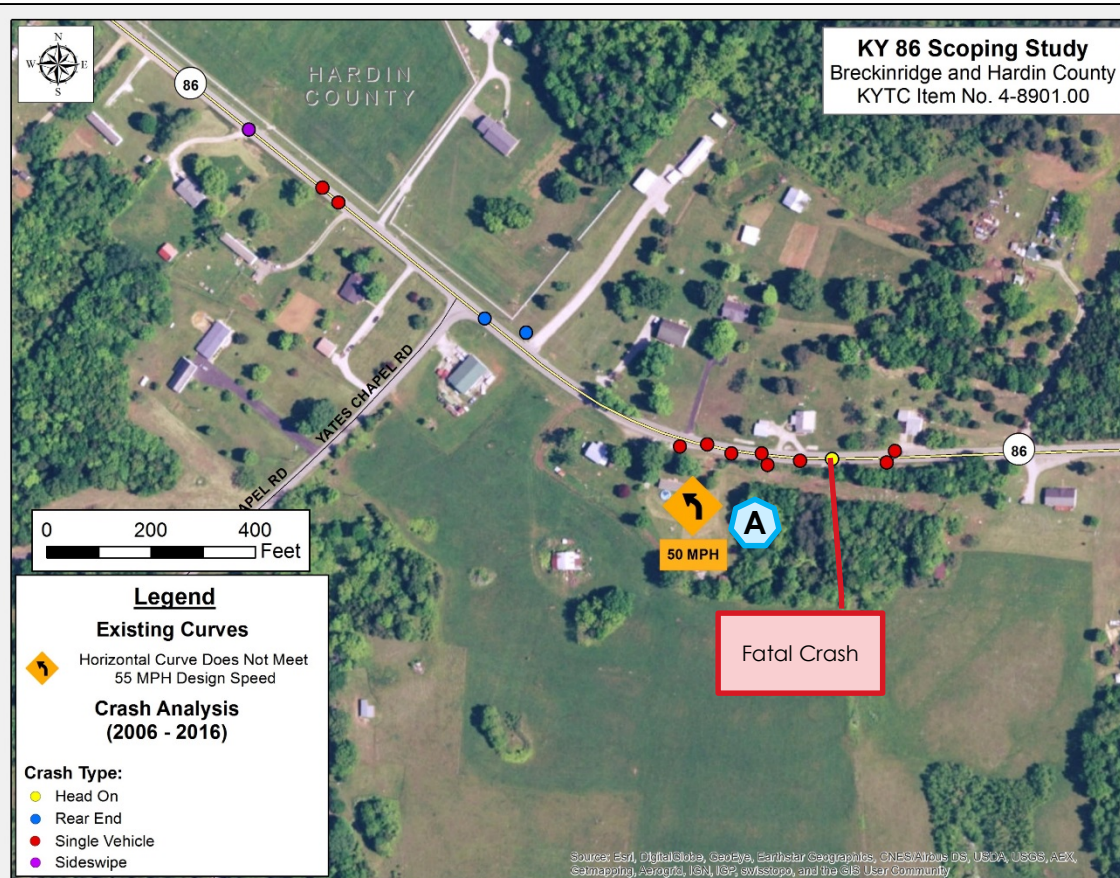 N
W
E
S
86
HARDIN
COUNTY
KY 86 Scoping Study
Breckinridge and Hardin County
KYTC Item No. 4-8901.00
YATES CHAPEL RD
APEL RD
86
A
50 MPH
0 200 400
Feet
Fatal Crash
Legend
Existing Curves
Horizontal Curve Does Not Meet
55 MPH Design Speed
Crash Analysis
(2006 - 2016)
Crash Type:
Head On
Rear End
Single Vehicle
Sideswipe
Source: Esri, DigitalGlobe, GeoEye, Earthstar Geographics, CNES/Airbus DS, USDA, USGS, AEX,
Getmapping, Aerogrid, IGN, IGP, swisstopo, and the GIS User Community